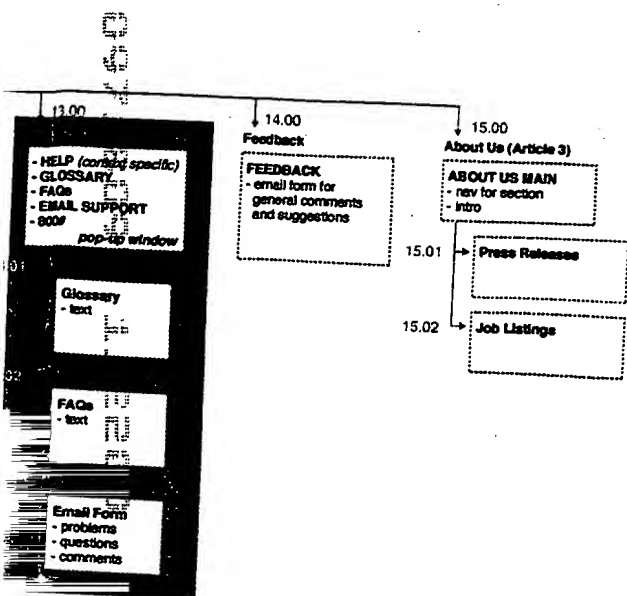 13.00
- HELP (context specific)
- GLOSSARY
- FAQs
- EMAIL SUPPORT
- 800#
pop-up window
Glossary
- text
FAQs
- text
Email Form
- problems
- questions
- comments
14.00
Feedback
FEEDBACK
- email form for
general comments
and suggestions
15.00
About Us (Article 3)
ABOUT US MAIN
- nav for section
- intro
15.01
Press Releases
15.02
Job Listings